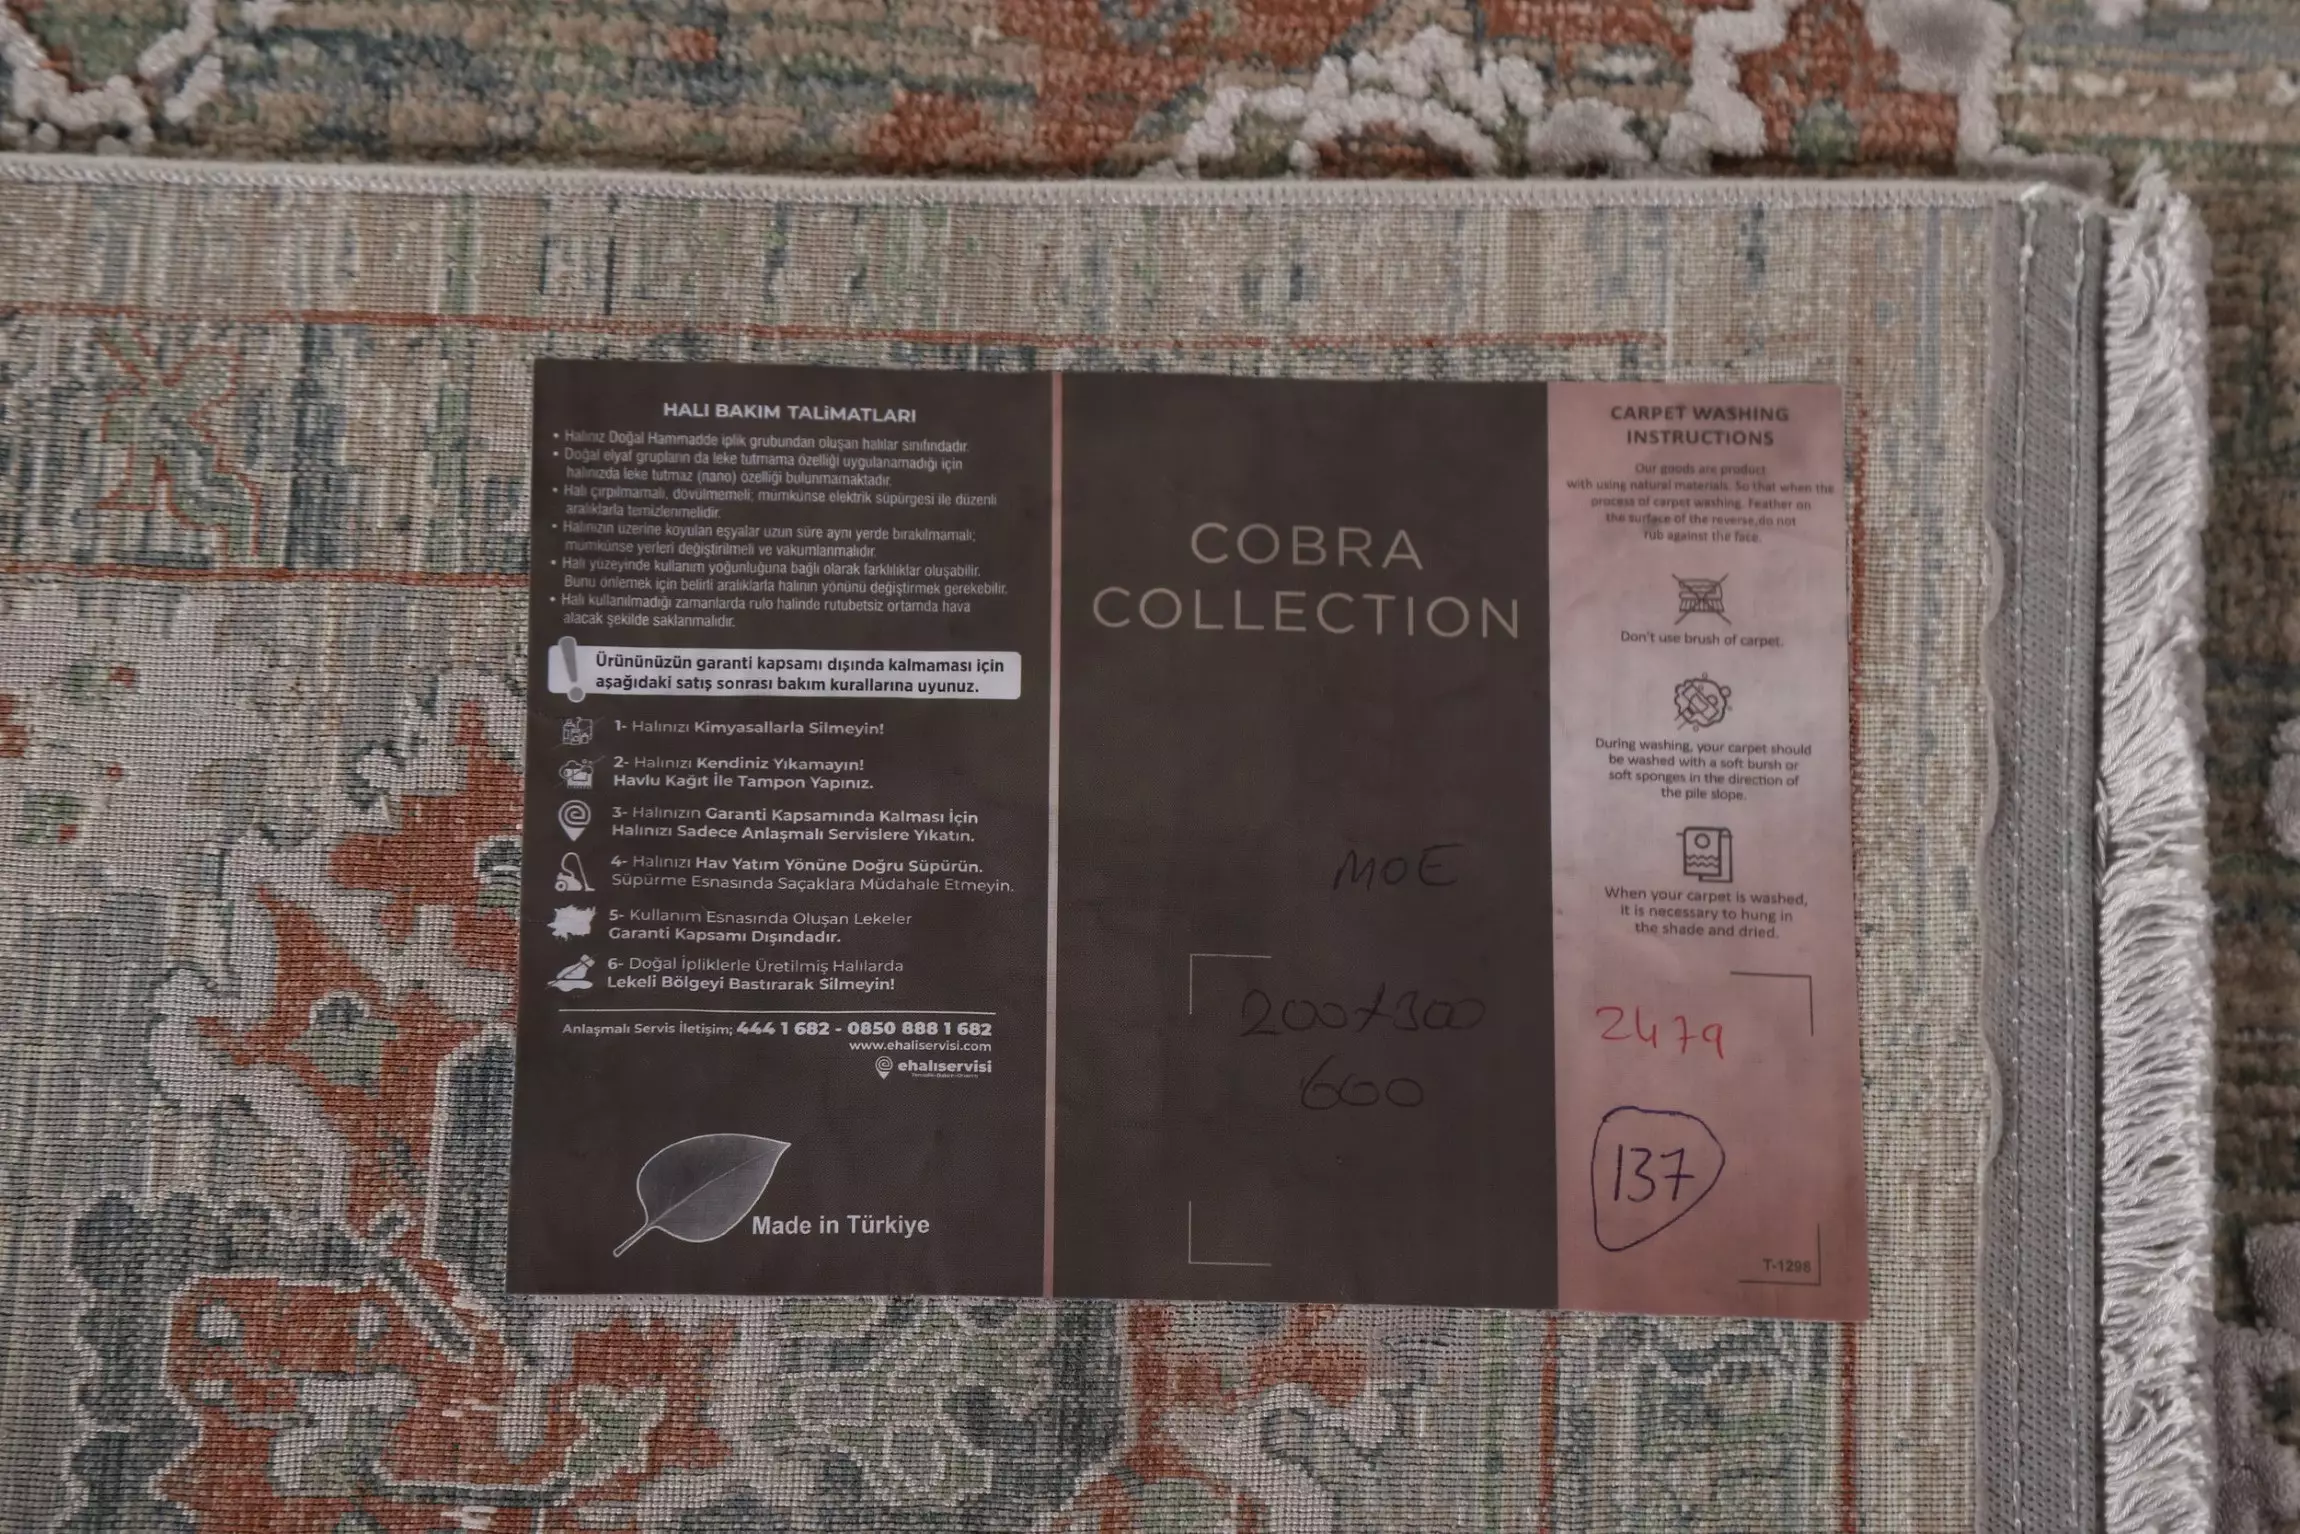 HALI BAKIM TALİMATLARI
• Halınız Doğal Hammadde iplik grubundan oluşan halılar sınıfındadır.
• Doğal elyaf grupların da leke tutmama özelliği uygulanamadığı için
halınızda leke tutmaz (nano) özelliği bulunmamaktadır.
• Halı çırpılmamalı, dövülmemeli; mümkünse elektrik süpürgesi ile düzenli
aralıklarla temizlenmelidir.
• Halınızın üzerine koyulan eşyalar uzun süre aynı yerde bırakılmamalı;
mümkünse yerleri değiştirilmeli ve vakumlanmalıdır.
• Halı yüzeyinde kullanım yoğunluğuna bağlı olarak farklılıklar oluşabilir.
Bunu önlemek için belirli aralıklarla halının yönünü değiştirmek gerekebilir.
• Halı kullanılmadığı zamanlarda rulo halinde rutubetsiz ortamda hava
alacak şekilde saklanmalıdır.
Ürününüzün garanti kapsamı dışında kalmaması için
aşağıdaki satış sonrası bakım kurallarına uyunuz.
1- Halınızı Kimyasallarla Silmeyin!
2- Halınızı Kendiniz Yıkamayın!
Havlu Kağıt İle Tampon Yapınız.
3- Halınızın Garanti Kapsamında Kalması İçin
Halınızı Sadece Anlaşmalı Servislere Yıkatın.
4- Halınızı Hav Yatım Yönüne Doğru Süpürün.
Süpürme Esnasında Saçaklara Müdahale Etmeyin.
5- Kullanım Esnasında Oluşan Lekeler
Garanti Kapsamı Dışındadır.
6- Doğal İpliklerle Üretilmiş Halılarda
Lekeli Bölgeyi Bastırarak Silmeyin!
Anlaşmalı Servis İletişim; 444 1 682 - 0850 888 1 682
www.ehaliservisi.com
ehalıservisi
Made in Türkiye
COBRA
COLLECTION
MOE
200x300
600
CARPET WASHING
INSTRUCTIONS
Our goods are product
with using natural materials. So that when the
process of carpet washing. Feather on
the surface of the reverse,do not
rub against the face.
Don't use brush of carpet.
During washing, your carpet should
be washed with a soft bursh or
soft sponges in the direction of
the pile slope.
When your carpet is washed,
it is necessary to hung in
the shade and dried.
2479
137
T-1298